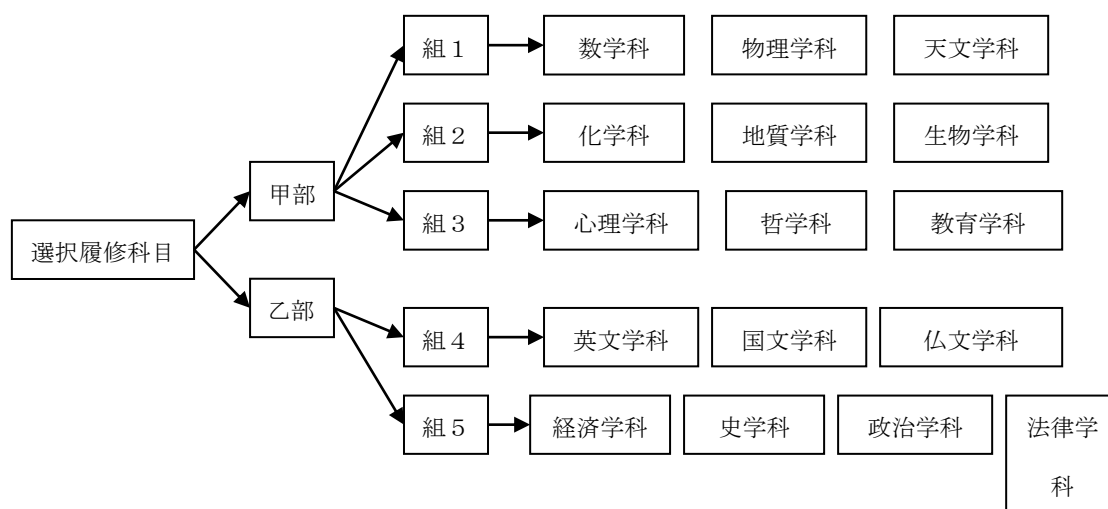 組１
数学科
物理学科
天文学科
組２
化学科
地質学科
生物学科
甲部
組３
心理学科
哲学科
教育学科
選択履修科目
乙部
組４
英文学科
国文学科
仏文学科
組５
経済学科
史学科
政治学科
法律学
科